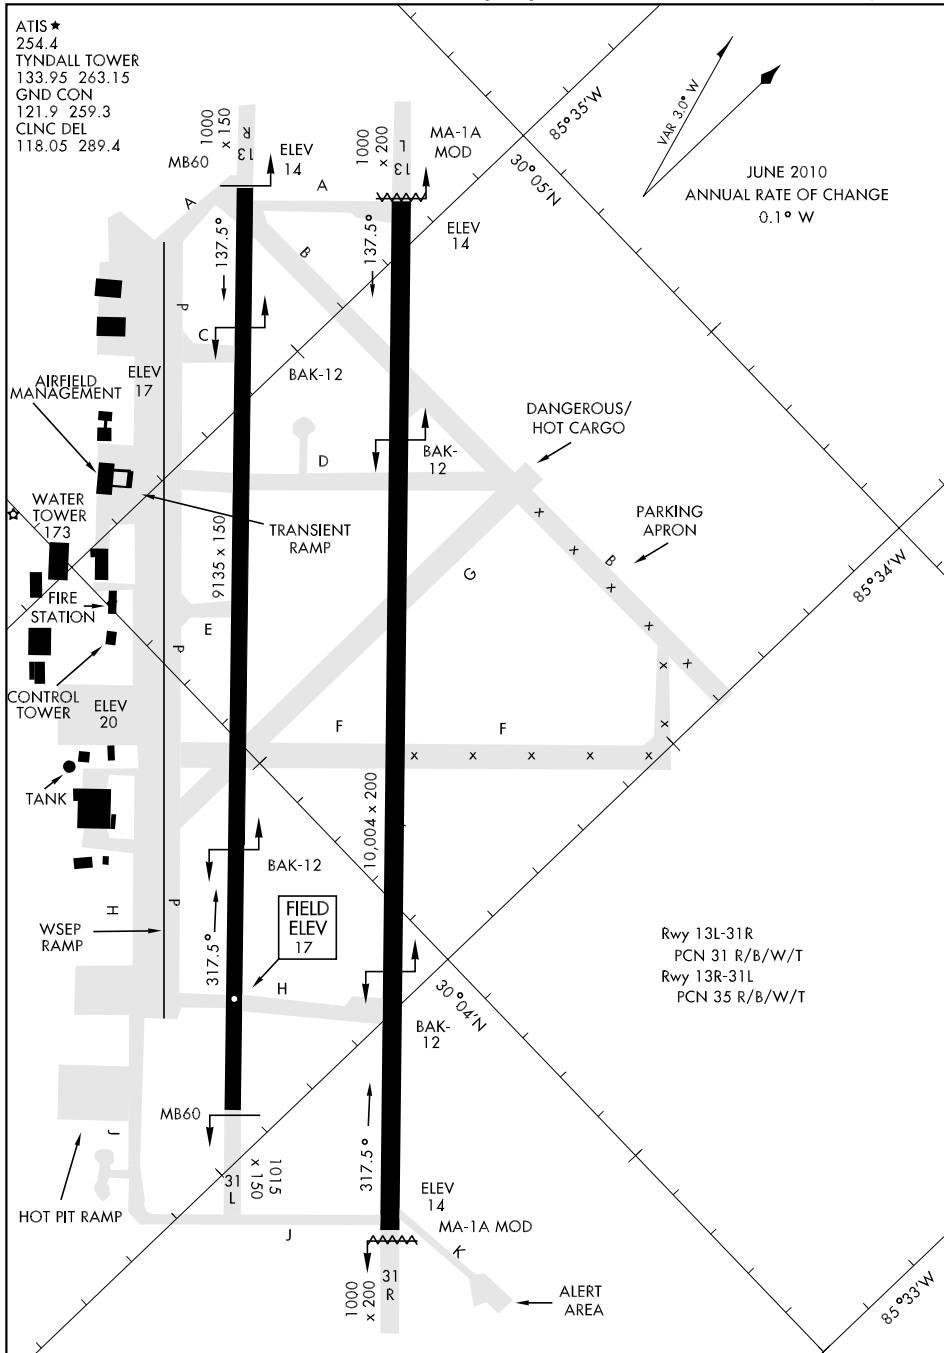 ATIS ★
254.4
TYNDALL TOWER
133.95 263.15
GND CON
121.9 259.3
CLNC DEL
118.05 289.4
1000
x 150
13
R
MB60
ELEV
14
A
A
1000
x 200
13
L
MA-1A
MOD
85°35'W
30°05'N
VAR 3.0° W
JUNE 2010
ANNUAL RATE OF CHANGE
0.1° W
137.5°
B
137.5°
ELEV
14
P
C
BAK-12
ELEV
17
AIRFIELD
MANAGEMENT
D
BAK-
12
DANGEROUS/
HOT CARGO
WATER
TOWER
173
TRANSIENT
RAMP
9135 x 150
PARKING
APRON
x
x
B
x
x
x
x
x
G
85°34'W
FIRE
STATION
E
P
CONTROL
TOWER
ELEV
20
F
F
x
x
x
x
x
TANK
10,004 x 200
BAK-12
H
P
WSEP
RAMP
317.5°
FIELD
ELEV
17
H
30°04'N
BAK-
12
Rwy 13L-31R
PCN 31 R/B/W/T
Rwy 13R-31L
PCN 35 R/B/W/T
MB60
J
317.5°
31
L
1015
x 150
HOT PIT RAMP
J
ELEV
14
MA-1A MOD
K
31
R
1000
x 200
ALERT
AREA
85°33'W